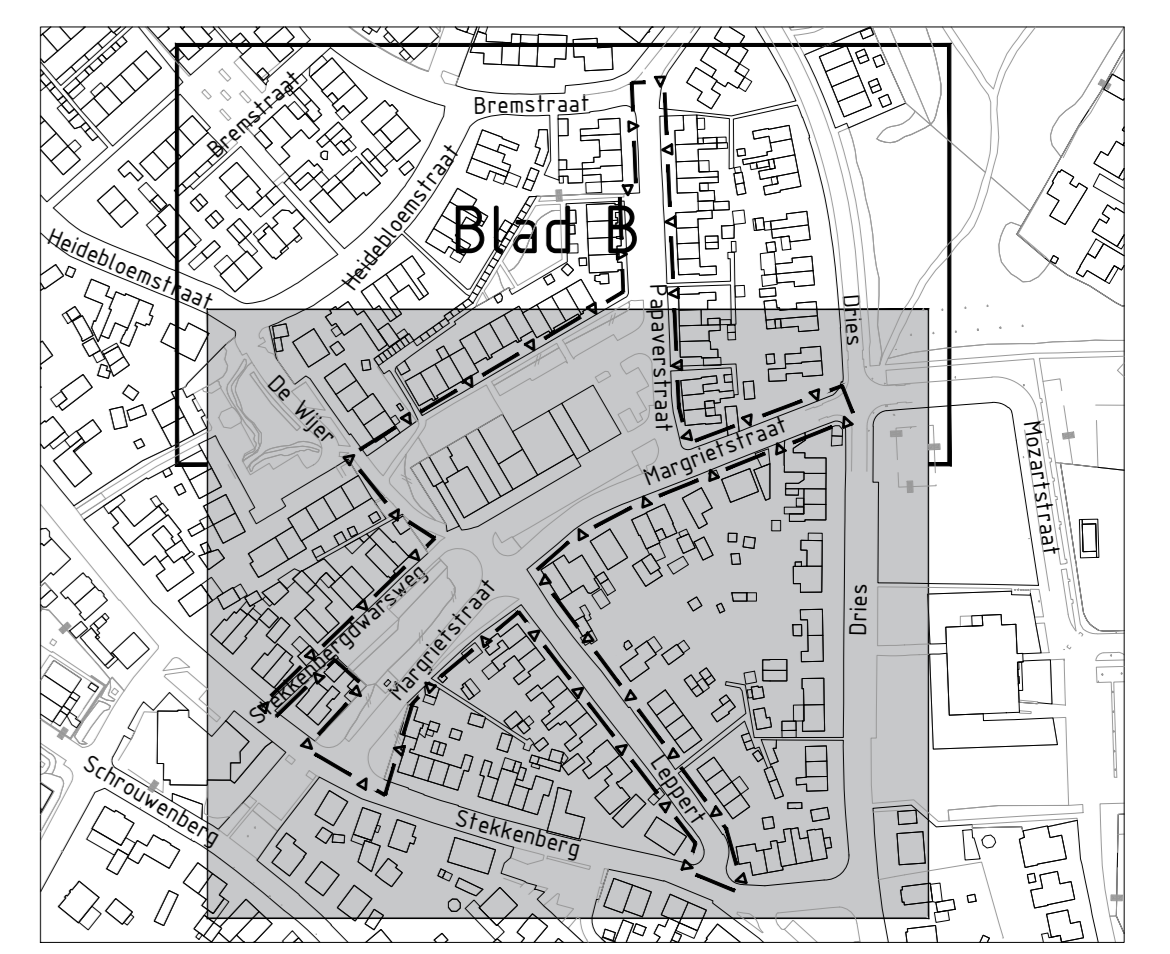 Bremstraat
Bremstraat
Heidebloemstraat
Heidebloemstraat
Blad B
Papaverstraat
Dries
De Wijer
Margrietstraat
Mozartstraat
Stekkenbergdwarsweg
Margrietstraat
Dries
Leppert
Schrouwenberg
Stekkenberg